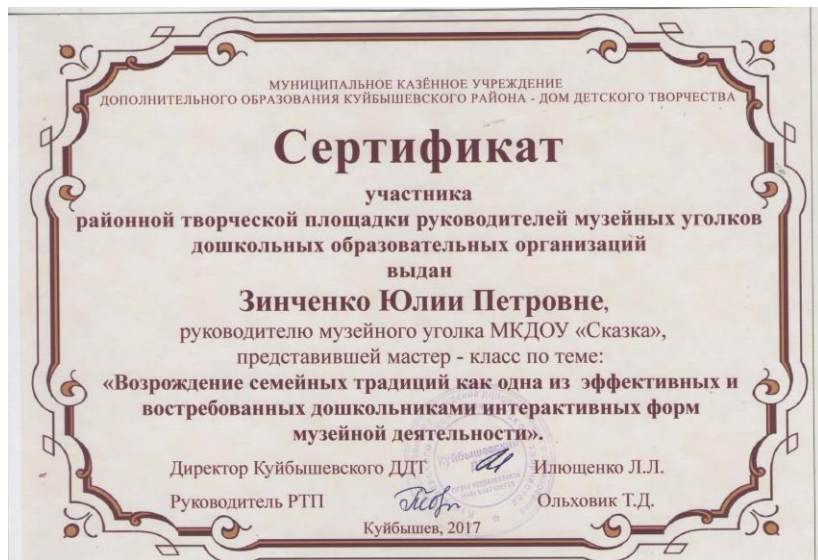 МУНИЦИПАЛЬНОЕ КАЗЁННОЕ УЧРЕЖДЕНИЕ
ДОПОЛНИТЕЛЬНОГО ОБРАЗОВАНИЯ КУЙБЫШЕВСКОГО РАЙОНА - ДОМ ДЕТСКОГО ТВОРЧЕСТВА
Сертификат
участника
районной творческой площадки руководителей музейных уголков
дошкольных образовательных организаций
выдан
Зинченко Юлии Петровне,
руководителю музейного уголка МКДОУ «Сказка»,
представившей мастер - класс по теме:
«Возрождение семейных традиций как одна из эффективных и
востребованных дошкольниками интерактивных форм
музейной деятельности».
Директор Куйбышевского ДДТ Илющенко Л.Л.
Руководитель РТП Ольховик Т.Д.
Куйбышев, 2017